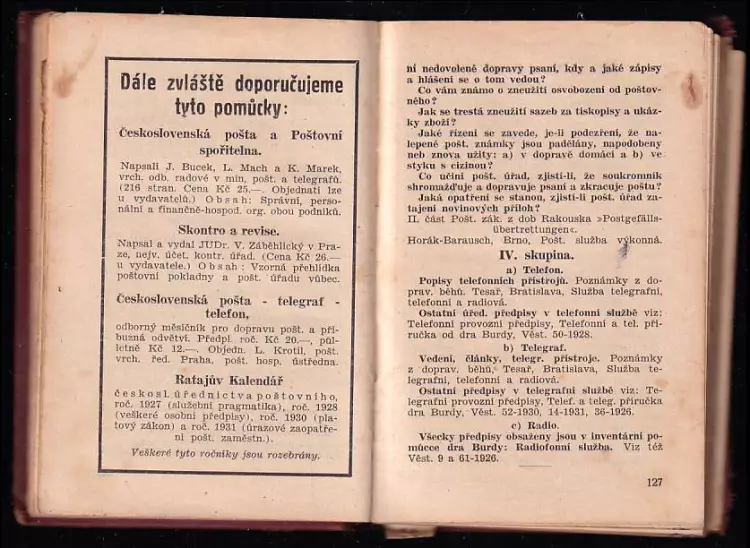 Dále zvláště doporučujeme
tyto pomůcky:
Československá pošta a Poštovní
spořitelna.
Napsali J. Bucek, L. Mach a K. Marek,
vrch. odb. radové v min. pošt. a telegrafů.
(216 stran. Cena Kč 25.—. Objednati lze
u vydavatelů.) Obsah: Správní, perso-
nální a finančně-hospod. org. obou podniků.
Skontro a revise.
Napsal a vydal JUDr. V. Záběhlický v Pra-
ze, nejv. účet. kontr. úřad. (Cena Kč 26.—
u vydavatele.) Obsah: Vzorná přehlídka
poštovní pokladny a pošt. úřadu vůbec.
Československá pošta - telegraf -
telefon,
odborný měsíčník pro dopravu pošt. a pří-
buzná odvětví. Předpl. roč. Kč 20.—, půl-
letně Kč 12.—. Objedn. L. Krotil, pošt.
vrch. řed. Praha, pošt. hosp. ústředna.
Ratajův Kalendář
českosl. úřednictva poštovního,
roč. 1927 (služební pragmatika), roč. 1928
(veškeré osobní předpisy), roč. 1930 (pla-
tový zákon) a roč. 1931 (úrazové zaopatře-
ní pošt. zaměstn.).
Veškeré tyto ročníky jsou rozebrány.
ní nedovolené dopravy psaní, kdy a jaké zápisy
a hlášení se o tom vedou?
Co vám známo o zneužití osvobození od poštov-
ného?
Jak se trestá zneužití sazeb za tiskopisy a ukáz-
ky zboží?
Jaké řízení se zavede, je-li podezření, že na-
lepené pošt. známky jsou padělány, napodobeny
neb znova užity: a) v dopravě domácí a b) ve
styku s cizinou?
Co učiní pošt. úřad, zjistí-li, že soukromník
shromažďuje a dopravuje psaní a zkracuje poštu?
Jaká opatření se stanou, zjistí-li pošt. úřad za-
tajení novinových příloh?
II. část Pošt. zák. z dob Rakouska »Postgefälls-
übertrettungen«.
Horák-Barausch, Brno, Pošt. služba výkonná.
IV. skupina.
a) Telefon.
Popisy telefonních přístrojů. Poznámky z do-
prav. běhů. Tesař, Bratislava, Služba telegrafní,
telefonní a radiová.
Ostatní úřed. předpisy v telefonní službě viz:
Telefonní provozní předpisy, Telefonní a tel. pří-
ručka od dra Burdy, Věst. 50-1928.
b) Telegraf.
Vedení, články, telegr. přístroje. Poznámky
z doprav. běhů, Tesař, Bratislava, Služba te-
legrafní, telefonní a radiová.
Ostatní předpisy v telegrafní službě viz: Te-
legrafní provozní předpisy, Telef. a teleg. příručka
dra Burdy, Věst. 52-1930, 14-1931, 36-1926.
c) Radio.
Všecky předpisy obsaženy jsou v inventární po-
můcce dra Burdy: Radiofonní služba. Viz též
Věst. 9 a 61-1926.
127